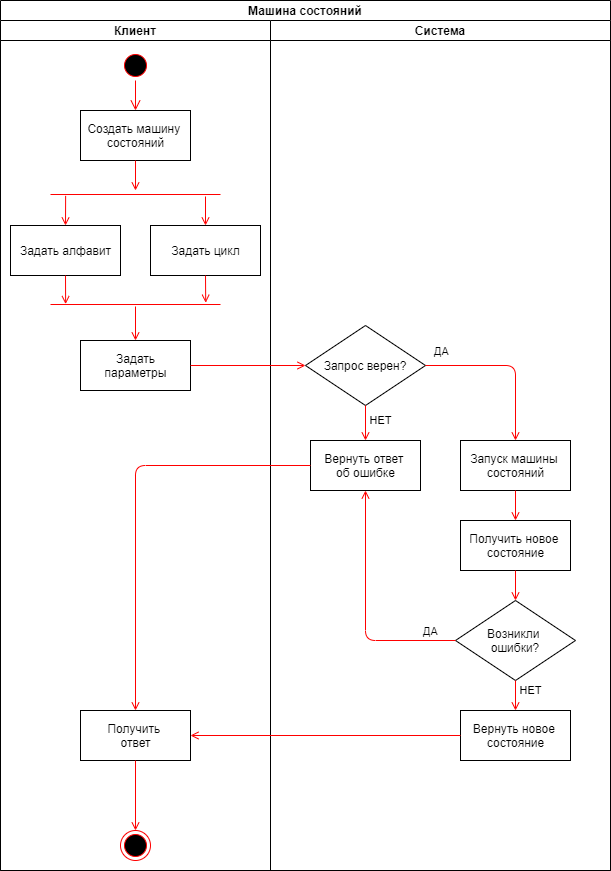 Машина состояний
Клиент
Система
Создать машину
состояний
Задать алфавит
Задать цикл
Задать
параметры
Запрос верен?
ДА
НЕТ
Вернуть ответ
об ошибке
Запуск машины
состояний
Получить новое
состояние
Возникли
ошибки?
ДА
НЕТ
Получить
ответ
Вернуть новое
состояние